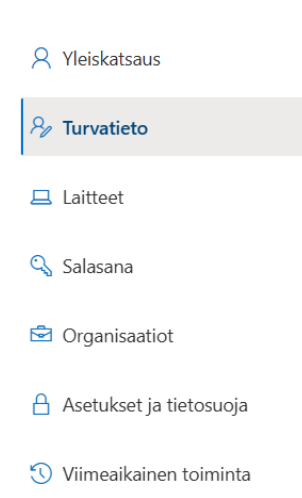 Yleiskatsaus
Turvatieto
Laitteet
Salasana
Organisaatiot
Asetukset ja tietosuoja
Viimeaikainen toiminta